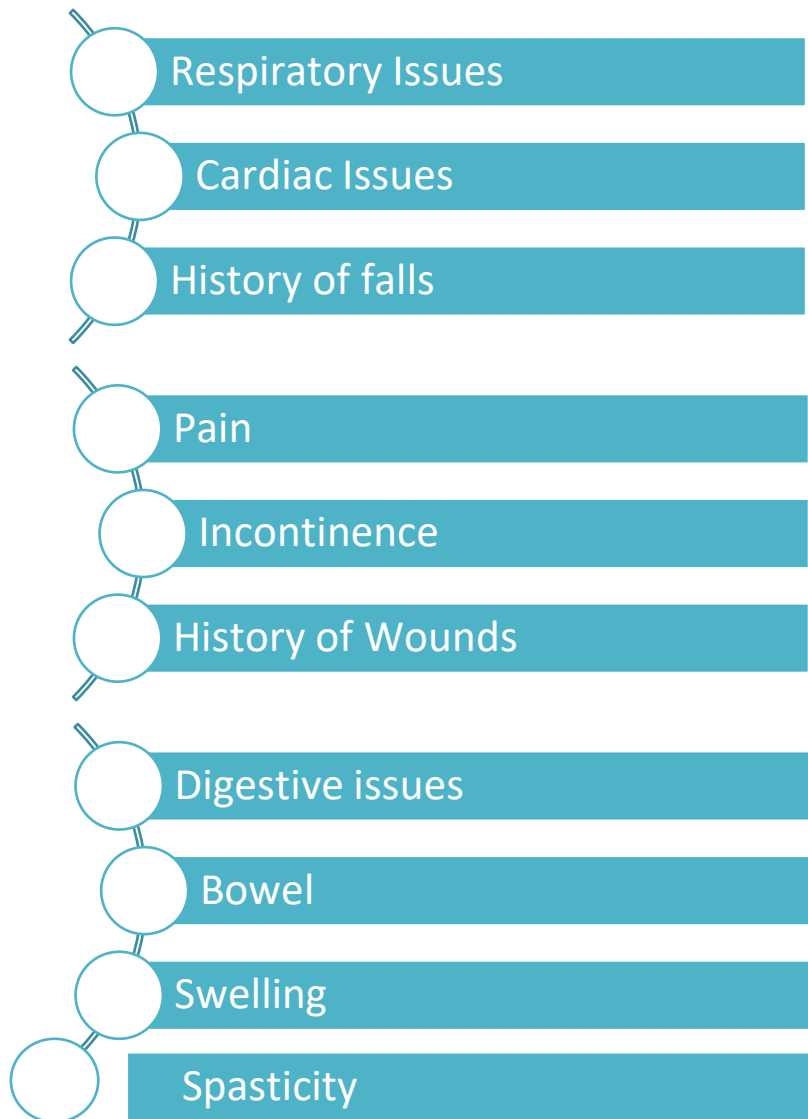 Respiratory Issues
Cardiac Issues
History of falls
Pain
Incontinence
History of Wounds
Digestive issues
Bowel
Swelling
Spasticity